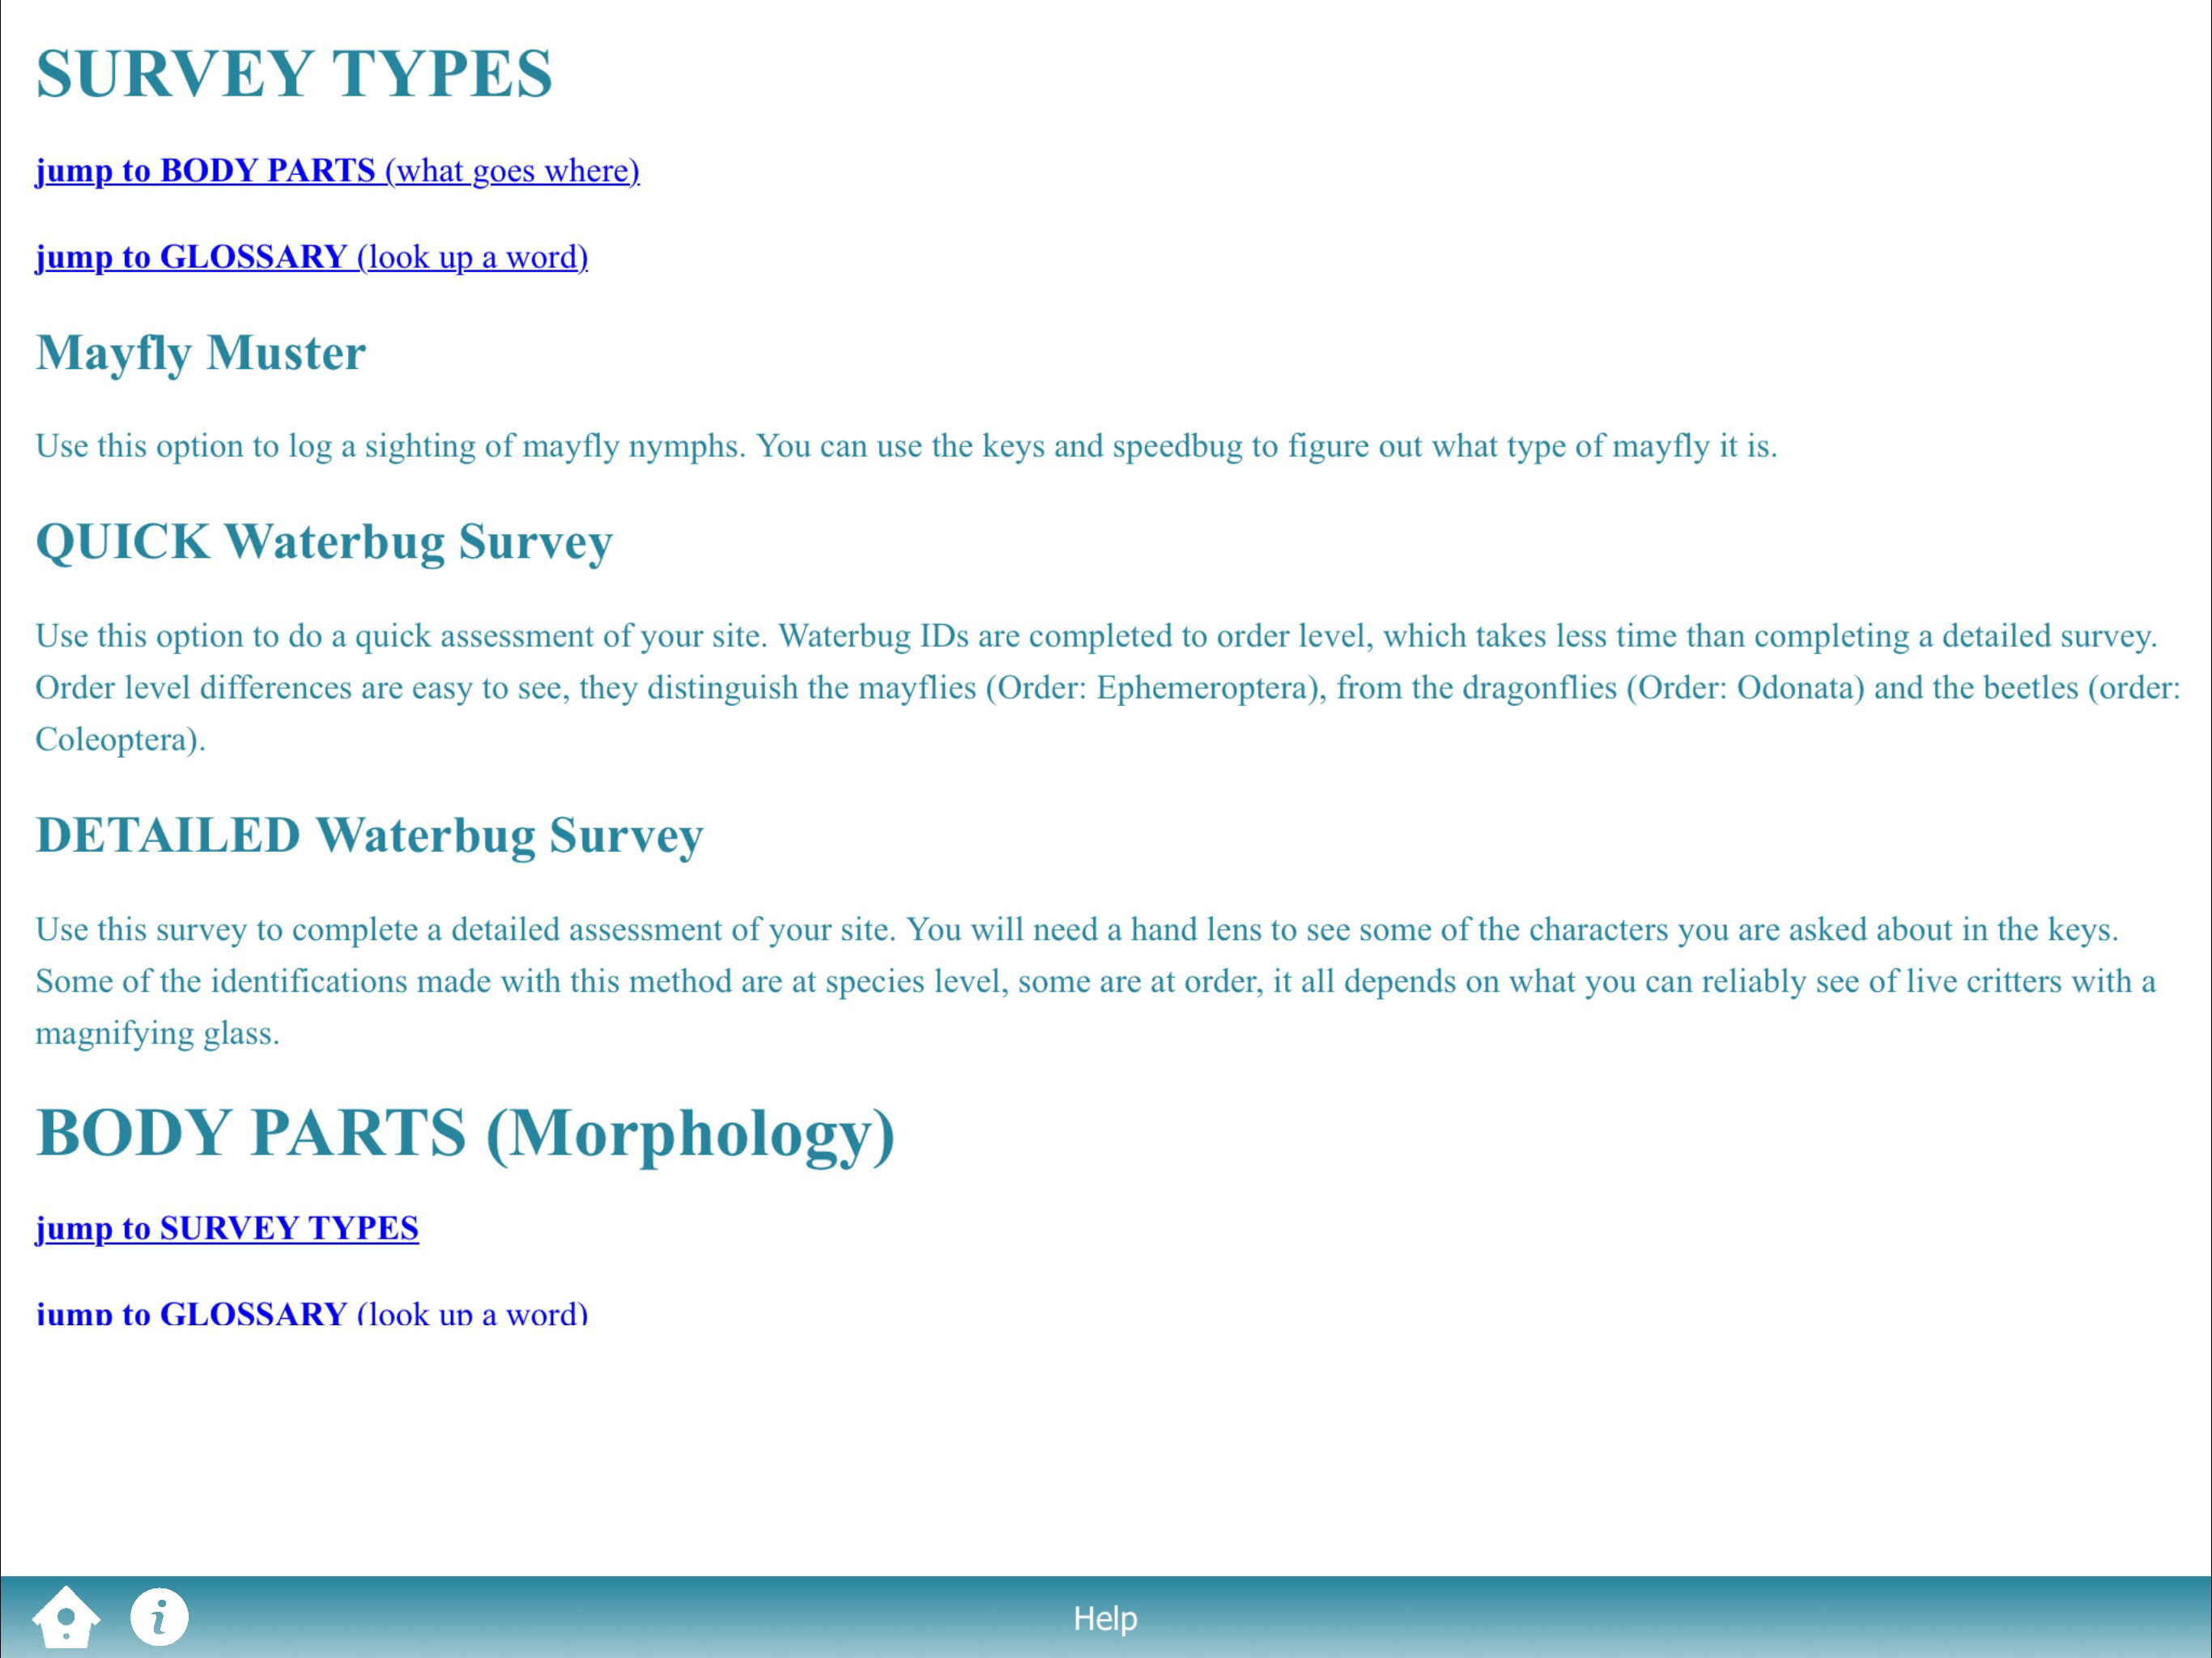 SURVEY TYPES
jump to BODY PARTS (what goes where)
jump to GLOSSARY (look up a word)
Mayfly Muster
Use this option to log a sighting of mayfly nymphs. You can use the keys and speedbug to figure out what type of mayfly it is.
QUICK Waterbug Survey
Use this option to do a quick assessment of your site. Waterbug IDs are completed to order level, which takes less time than completing a detailed survey.
Order level differences are easy to see, they distinguish the mayflies (Order: Ephemeroptera), from the dragonflies (Order: Odonata) and the beetles (order:
Coleoptera).
DETAILED Waterbug Survey
Use this survey to complete a detailed assessment of your site. You will need a hand lens to see some of the characters you are asked about in the keys.
Some of the identifications made with this method are at species level, some are at order, it all depends on what you can reliably see of live critters with a
magnifying glass.
BODY PARTS (Morphology)
jump to SURVEY TYPES
jump to GLOSSARY (look up a word)
Help